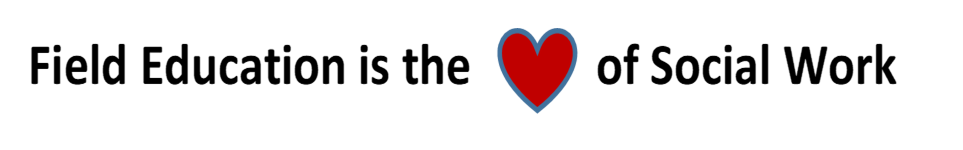 Field Education is the of Social Work